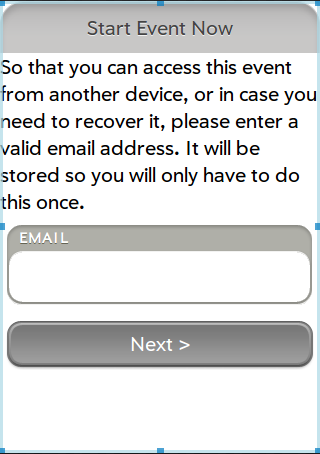 Start Event Now
So that you can access this event
from another device, or in case you
need to recover it, please enter a
valid email address. It will be
stored so you will only have to do
this once.
EMAIL
Next >